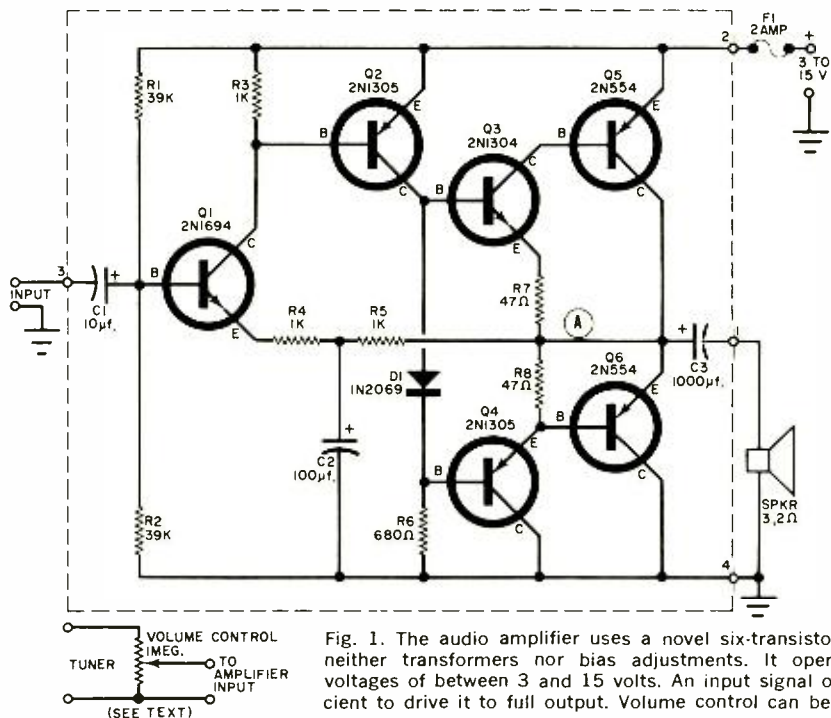 F1
2 AMP
2
+
3 TO
15 V
R1
39K
R3
1K
Q2
2N1305
B
E
C
Q3
2N1304
B
C
E
Q5
2N554
B
E
C
Q1
2N1694
B
C
E
3
+
INPUT
C1
10µf.
R4
1K
R5
1K
R7
47Ω
A
+
C3
1000µf.
D1
1N2069
R8
47Ω
Q6
2N554
B
E
C
Q4
2N1305
B
E
C
+
C2
100µf.
R2
39K
R6
680Ω
SPKR
3,2Ω
4
TUNER
VOLUME CONTROL
1MEG.
TO
AMPLIFIER
INPUT
(SEE TEXT)
Fig. 1. The audio amplifier uses a novel six-transisto
neither transformers nor bias adjustments. It oper
voltages of between 3 and 15 volts. An input signal o
cient to drive it to full output. Volume control can be